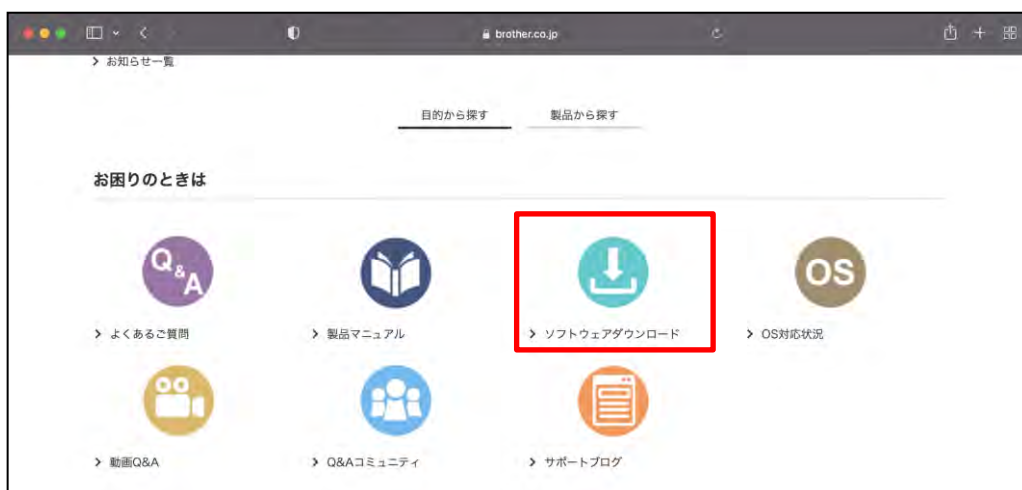 brother.co.jp
> お知らせ一覧
目的から探す 製品から探す
お困りのときは
Q&A OS
> よくあるご質問 > 製品マニュアル > ソフトウェアダウンロード > OS対応状況
> 動画Q&A > Q&Aコミュニティ > サポートブログ